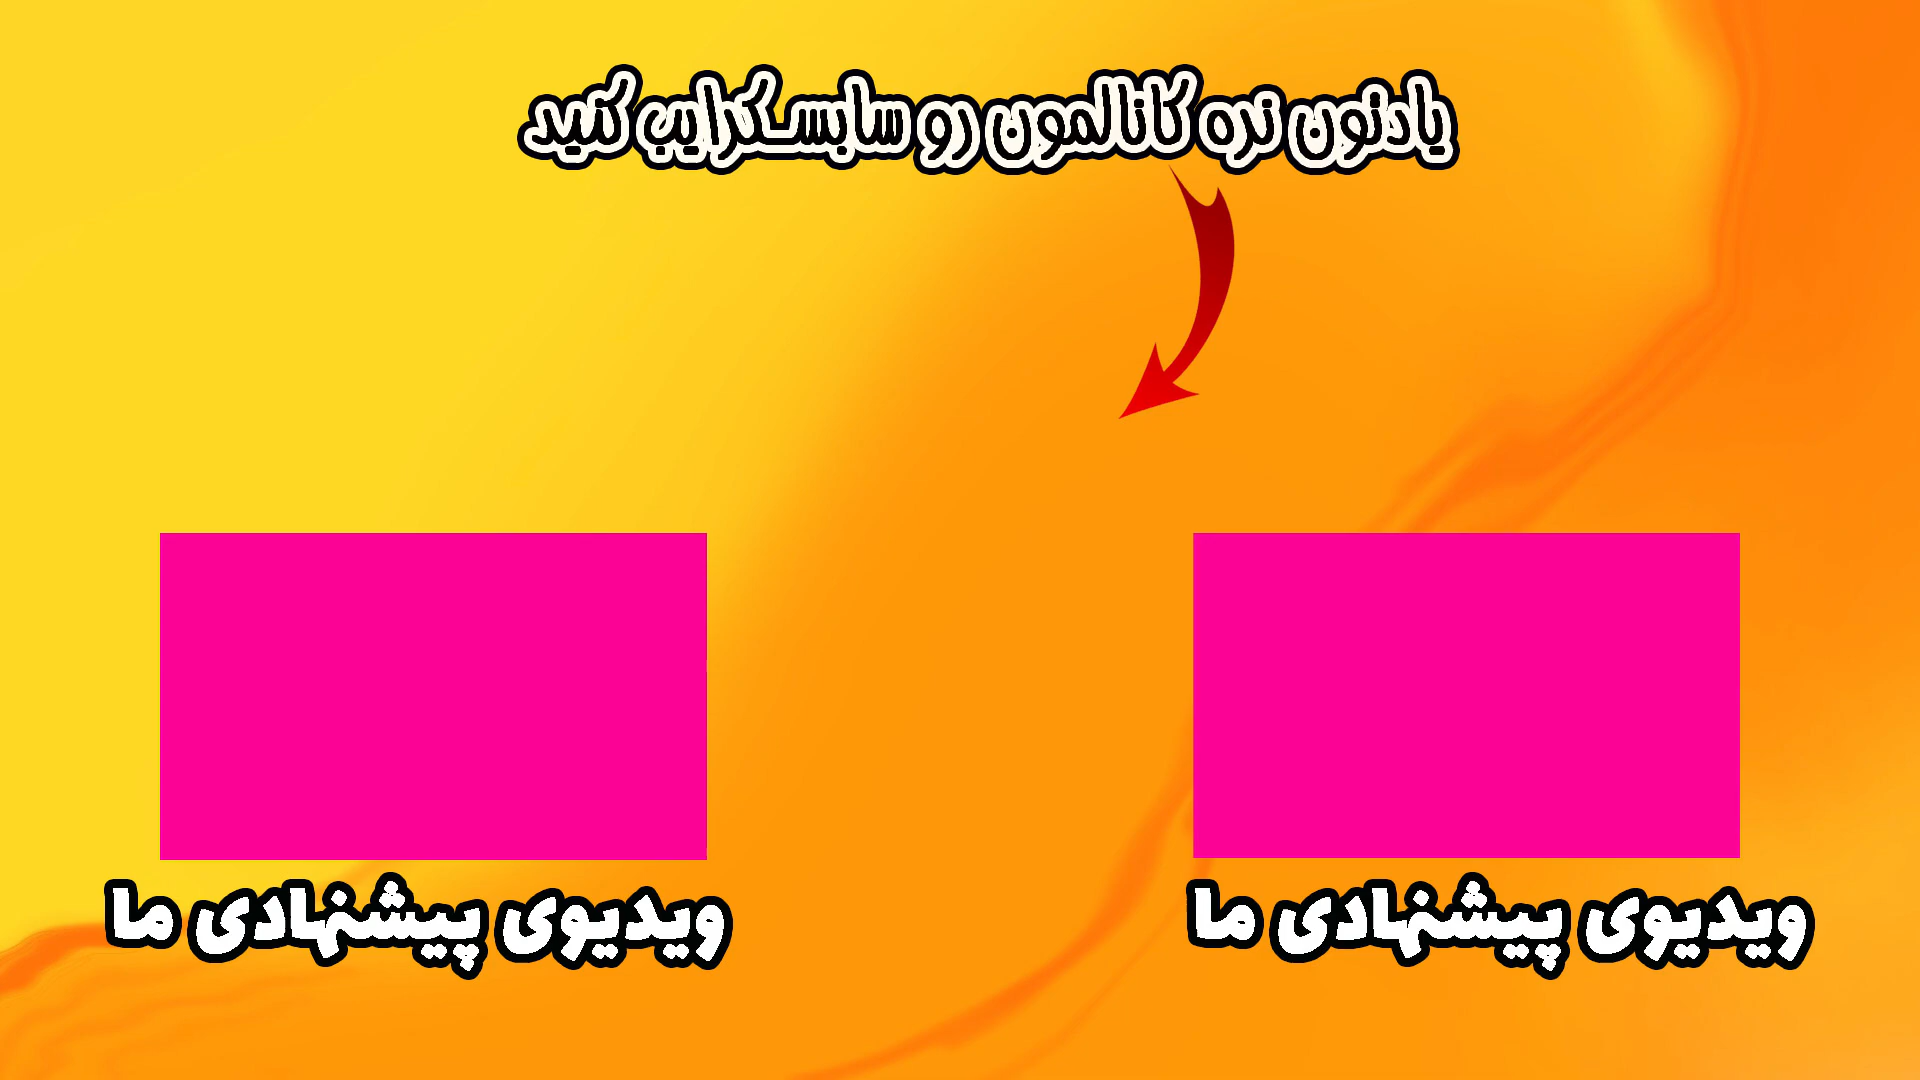 یادتون نره کانالمون رو سابسکرایب کنید
ویدیوی پیشنهادی ما
ویدیوی پیشنهادی ما